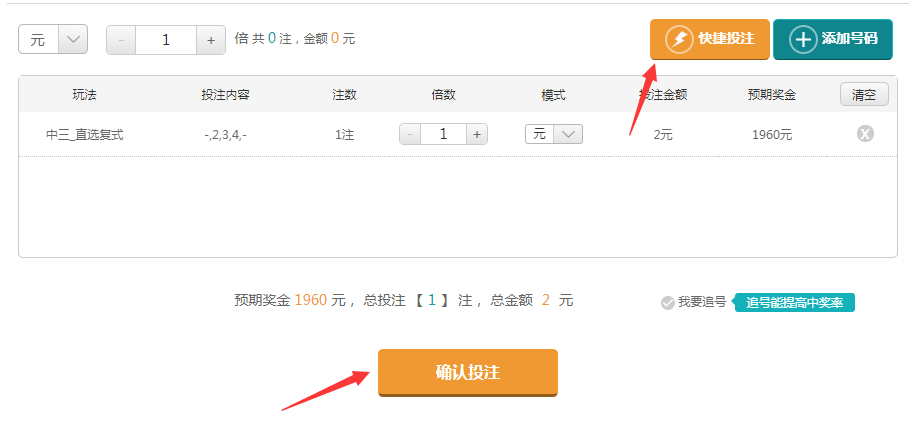 元 - 1 + 倍 共 0 注，金额 0 元 快捷投注 添加号码
玩法 投注内容 注数 倍数 模式 投注金额 预期奖金 清空
中三_直选复式 -,2,3,4,- 1注 - 1 + 元 2元 1960元 X
预期奖金 1960 元， 总投注 【 1 】 注， 总金额 2 元 我要追号 追号能提高中奖率
确认投注